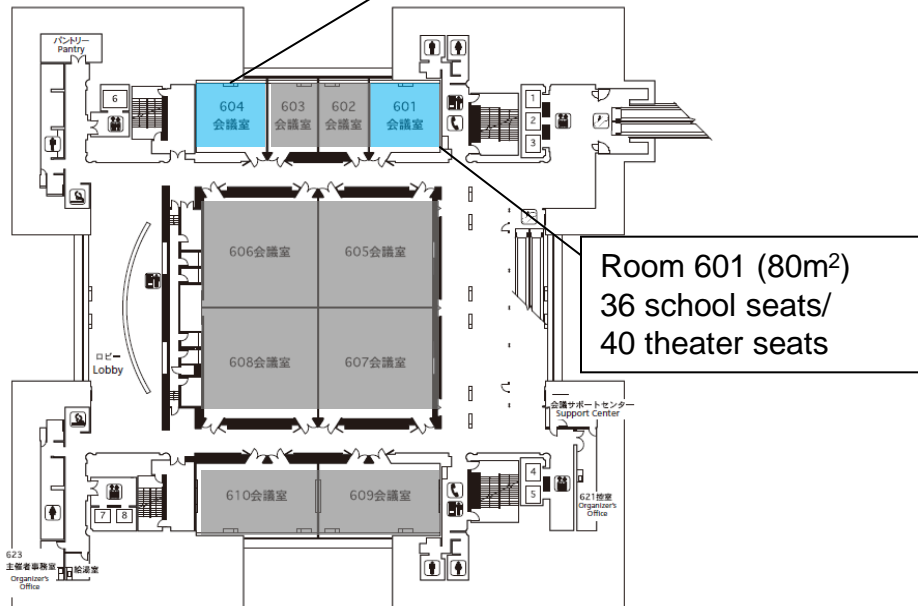 パントリー
Pantry
6
604
会議室
603
会議室
602
会議室
601
会議室
1
2
3
606会議室
605会議室
Room 601 (80m²)
36 school seats/
40 theater seats
ロビー
Lobby
608会議室
607会議室
会議サポートセンター
Support Center
610会議室
609会議室
4
5
7
8
621控室
Organizer's
Office
623
主催者事務室
Organizer's
Office
給湯室